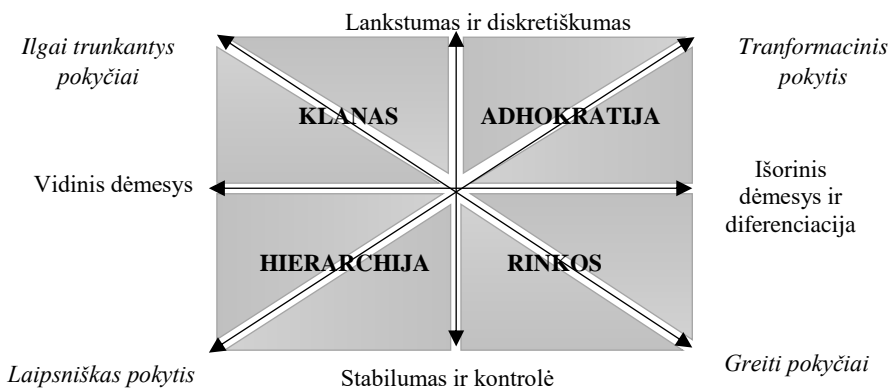 Lankstumas ir diskretiškumas
Ilgai trunkantys
pokyčiai
Tranformacinis
pokytis
KLANAS
ADHOKRATIJA
Vidinis dėmesys
Išorinis
dėmesys ir
diferenciacija
HIERARCHIJA
RINKOS
Laipsniškas pokytis
Stabilumas ir kontrolė
Greiti pokyčiai